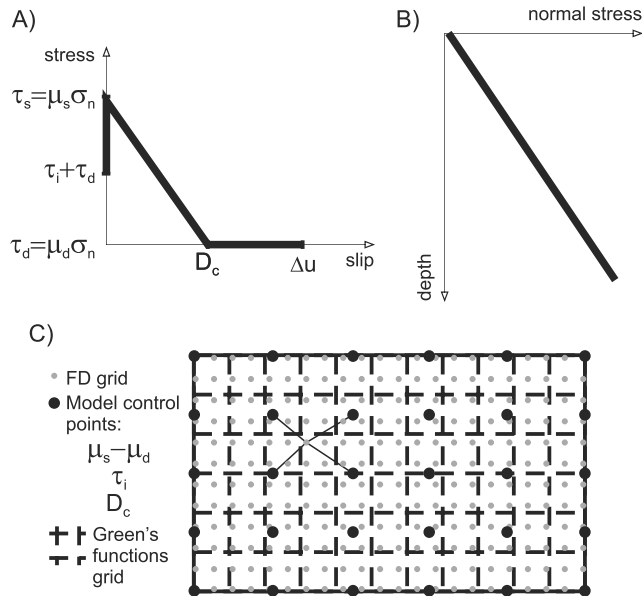 A)
stress
τs=μsσn
τi+τd
τd=μdσn
Dc
Δu
slip
B)
normal stress
depth
C)
FD grid
Model control
points:
μs−μd
τi
Dc
Green's
functions
grid